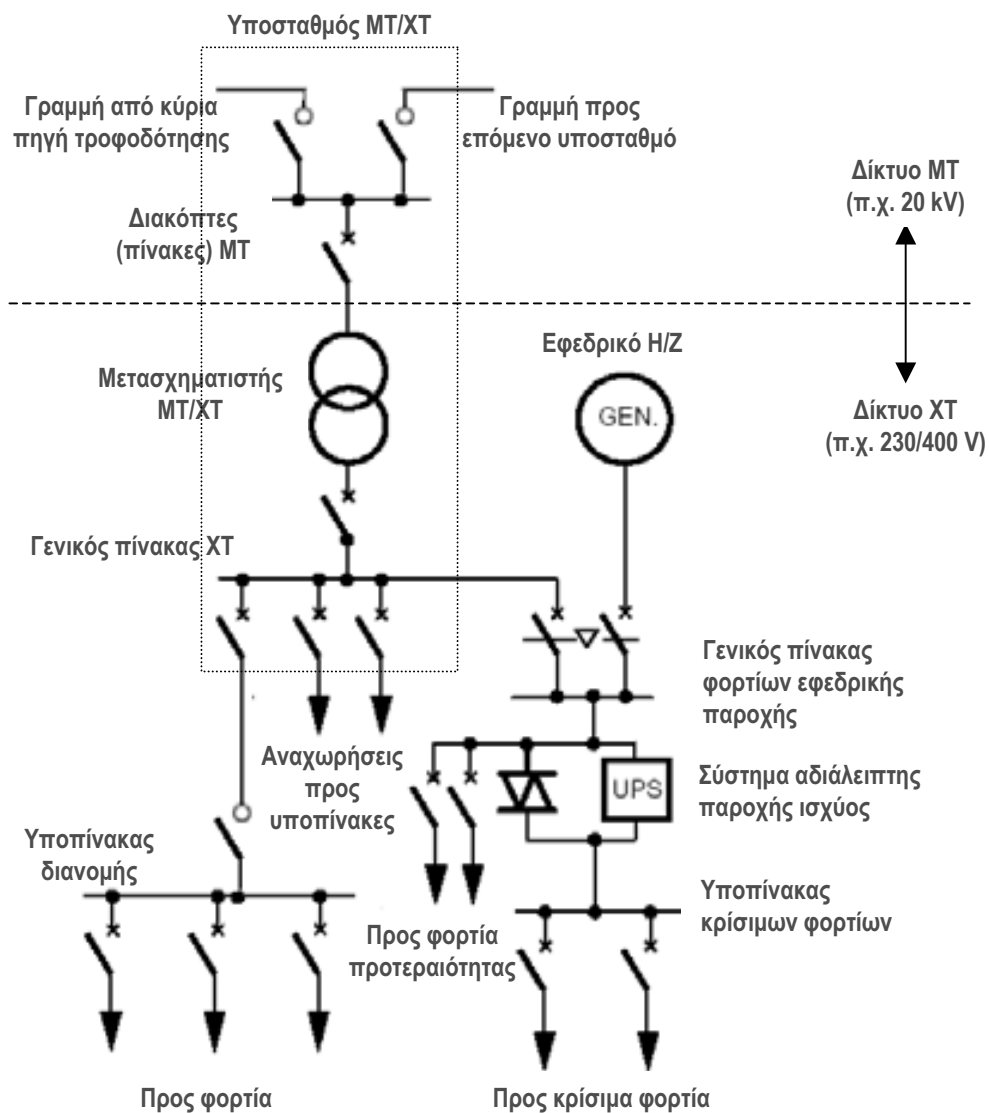 Υποσταθμός ΜΤ/ΧΤ
Γραμμή από κύρια
πηγή τροφοδότησης
Γραμμή προς
επόμενο υποσταθμό
Δίκτυο ΜΤ
(π.χ. 20 kV)
Διακόπτες
(πίνακες) ΜΤ
Εφεδρικό Η/Ζ
Μετασχηματιστής
ΜΤ/ΧΤ
GEN.
Δίκτυο ΧΤ
(π.χ. 230/400 V)
Γενικός πίνακας ΧΤ
Γενικός πίνακας
φορτίων εφεδρικής
παροχής
Αναχωρήσεις
προς
υποπίνακες
UPS
Σύστημα αδιάλειπτης
παροχής ισχύος
Υποπίνακας
διανομής
Υποπίνακας
κρίσιμων φορτίων
Προς φορτία
προτεραιότητας
Προς φορτία
Προς κρίσιμα φορτία